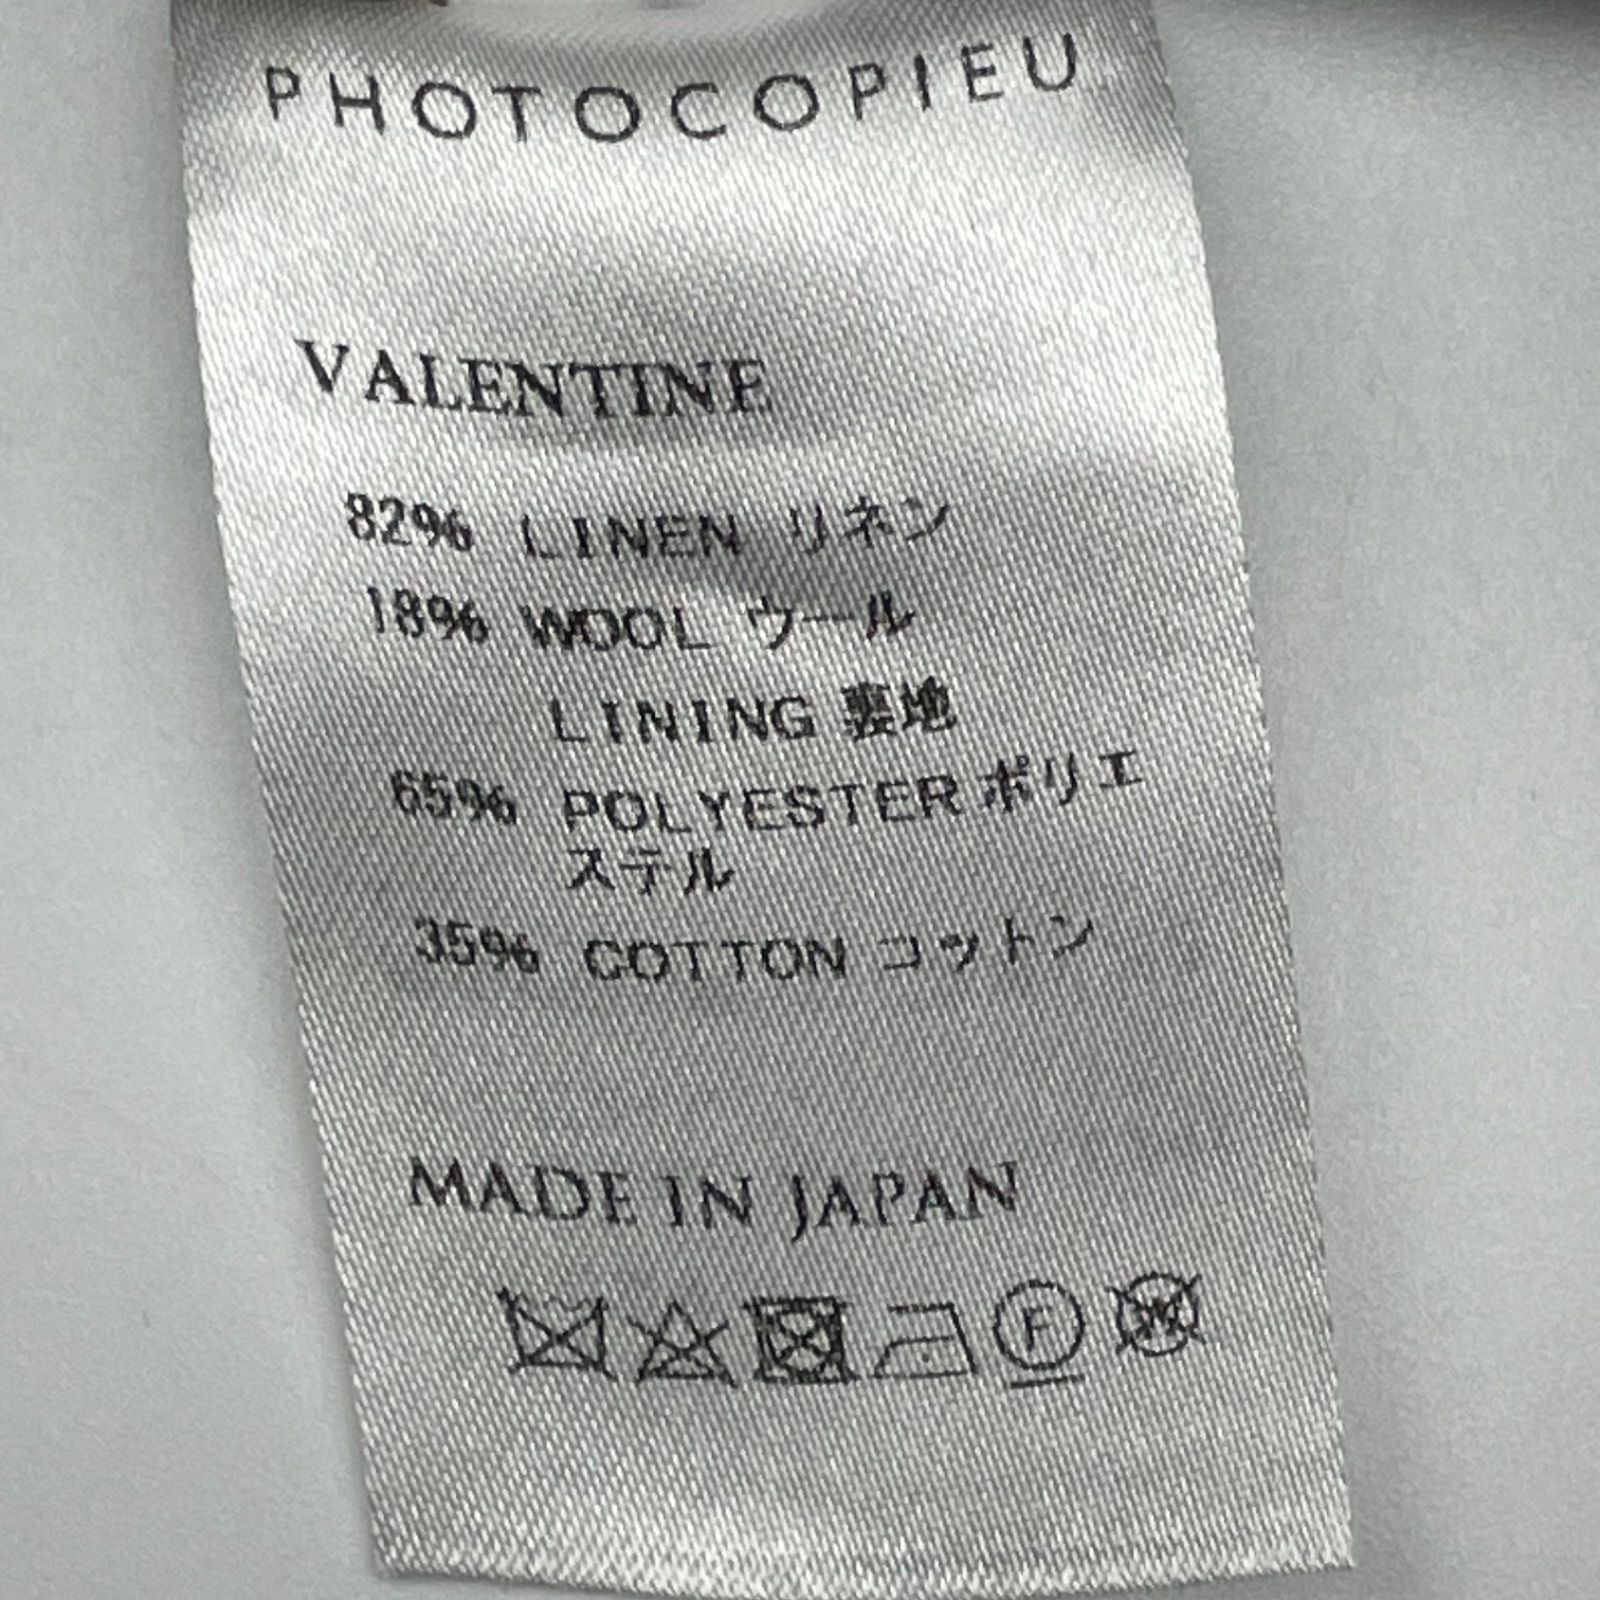 PHOTOCOPIEU
VALENTINE
82% LINEN リネン
18% WOOL ウール
LINING 裏地
65% POLYESTER ポリエ
ステル
35% COTTON コットン
MADE IN JAPAN
F W